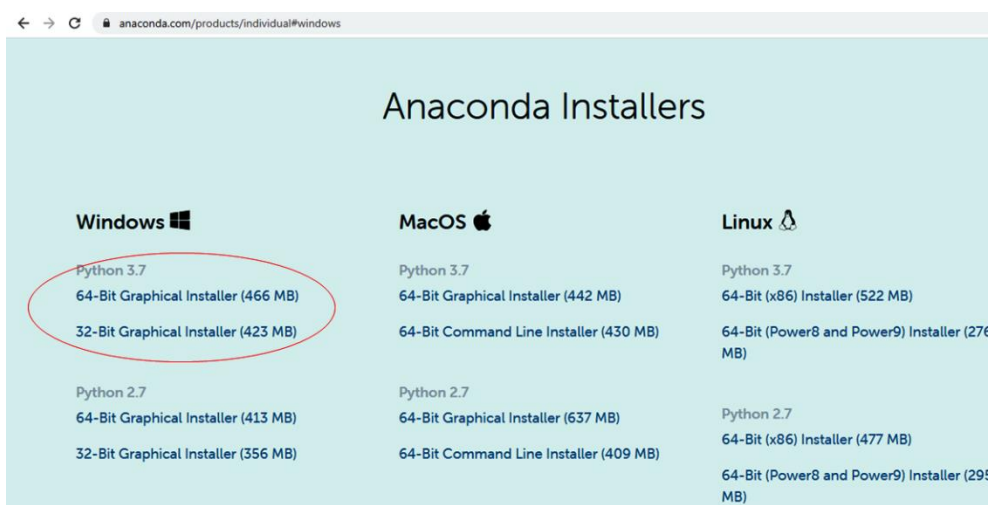 anaconda.com/products/individual#windows
Anaconda Installers
Windows
Python 3.7
64-Bit Graphical Installer (466 MB)
32-Bit Graphical Installer (423 MB)
Python 2.7
64-Bit Graphical Installer (413 MB)
32-Bit Graphical Installer (356 MB)
MacOS
Python 3.7
64-Bit Graphical Installer (442 MB)
64-Bit Command Line Installer (430 MB)
Python 2.7
64-Bit Graphical Installer (637 MB)
64-Bit Command Line Installer (409 MB)
Linux
Python 3.7
64-Bit (x86) Installer (522 MB)
64-Bit (Power8 and Power9) Installer (276
MB)
Python 2.7
64-Bit (x86) Installer (477 MB)
64-Bit (Power8 and Power9) Installer (295
MB)